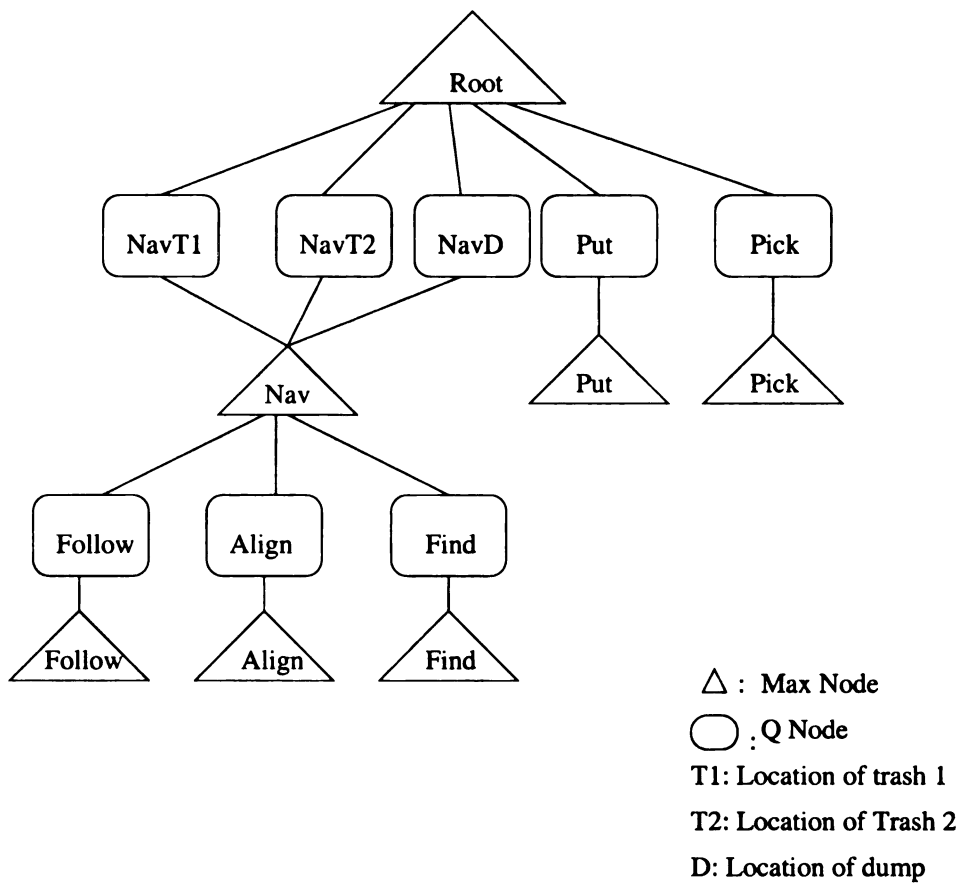 Root
NavT1
NavT2
NavD
Put
Pick
Nav
Put
Pick
Follow
Align
Find
Follow
Align
Find
: Max Node
: Q Node
T1: Location of trash 1
T2: Location of Trash 2
D: Location of dump